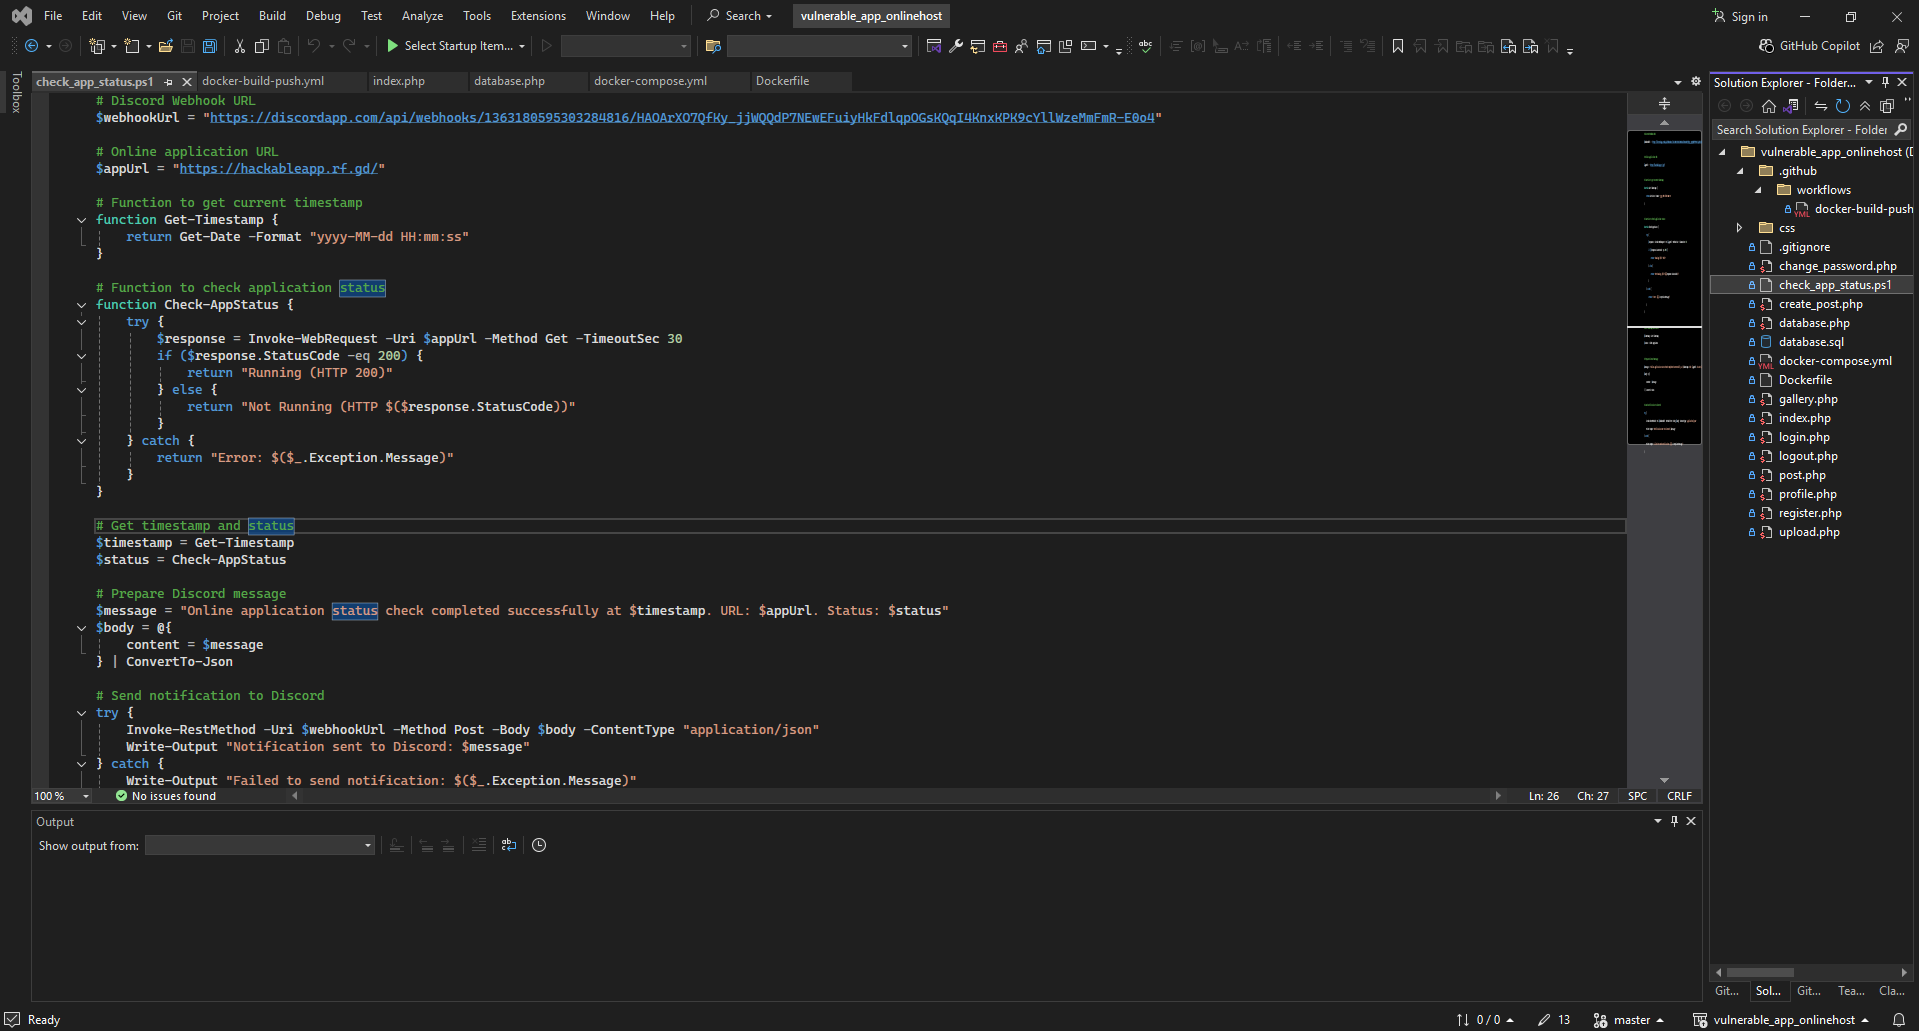 File Edit View Git Project Build Debug Test Analyze Tools Extensions Window Help Search vulnerable_app_onlinehost Sign in
Select Startup Item... GitHub Copilot
Toolbox
check_app_status.ps1 docker-build-push.yml index.php database.php docker-compose.yml Dockerfile
# Discord Webhook URL
$webhookUrl = "https://discordapp.com/api/webhooks/1363180595303284816/HAOArXO7QfKy_jjWQQdP7NEwEFuiyHkFdlqpOGsKQqI4KnxKPK9cYllWzeMmFmR-E0o4"
# Online application URL
$appUrl = "https://hackableapp.rf.gd/"
# Function to get current timestamp
function Get-Timestamp {
return Get-Date -Format "yyyy-MM-dd HH:mm:ss"
}
# Function to check application status
function Check-AppStatus {
try {
$response = Invoke-WebRequest -Uri $appUrl -Method Get -TimeoutSec 30
if ($response.StatusCode -eq 200) {
return "Running (HTTP 200)"
} else {
return "Not Running (HTTP $($response.StatusCode))"
}
} catch {
return "Error: $($_.Exception.Message)"
}
}
# Get timestamp and status
$timestamp = Get-Timestamp
$status = Check-AppStatus
# Prepare Discord message
$message = "Online application status check completed successfully at $timestamp. URL: $appUrl. Status: $status"
$body = @{
content = $message
} | ConvertTo-Json
# Send notification to Discord
try {
Invoke-RestMethod -Uri $webhookUrl -Method Post -Body $body -ContentType "application/json"
Write-Output "Notification sent to Discord: $message"
} catch {
Write-Output "Failed to send notification: $($_.Exception.Message)"
100 % No issues found Ln: 26 Ch: 27 SPC CRLF
Output
Show output from:
Solution Explorer - Folder...
Search Solution Explorer - Folder
vulnerable_app_onlinehost (D
.github
workflows
docker-build-push
css
.gitignore
change_password.php
check_app_status.ps1
create_post.php
database.php
database.sql
docker-compose.yml
Dockerfile
gallery.php
index.php
login.php
logout.php
post.php
profile.php
register.php
upload.php
Git... Sol... Git... Tea... Cla...
Ready 0 / 0 13 master vulnerable_app_onlinehost